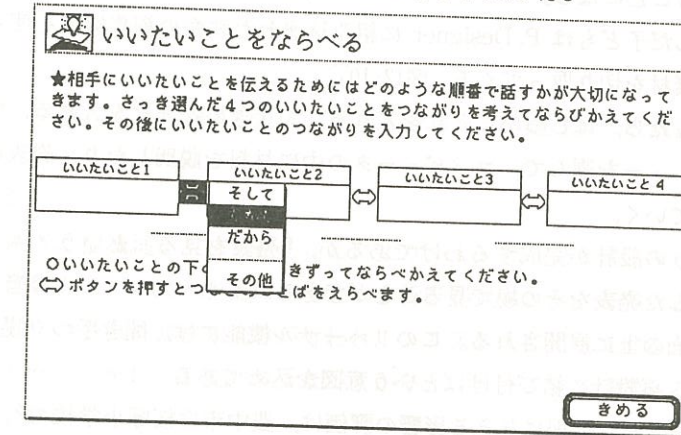 んだ子どもは P.Designer に
いいたいことをならべる
★相手にいいたいことを伝えるためにはどのような順番で話すかが大切になって
きます。さっき選んだ4つのいいたいことをつながりを考えてならびかえてくだ
さい。その後にいいたいことのつながりを入力してください。
いいたいこと1 いいたいこと2 いいたいこと3 いいたいこと4
そして
だから
その他
○いいたいことの下の きずってならべかえてください。
⇔ ボタンを押すとつ ばをえらべます。
きめる